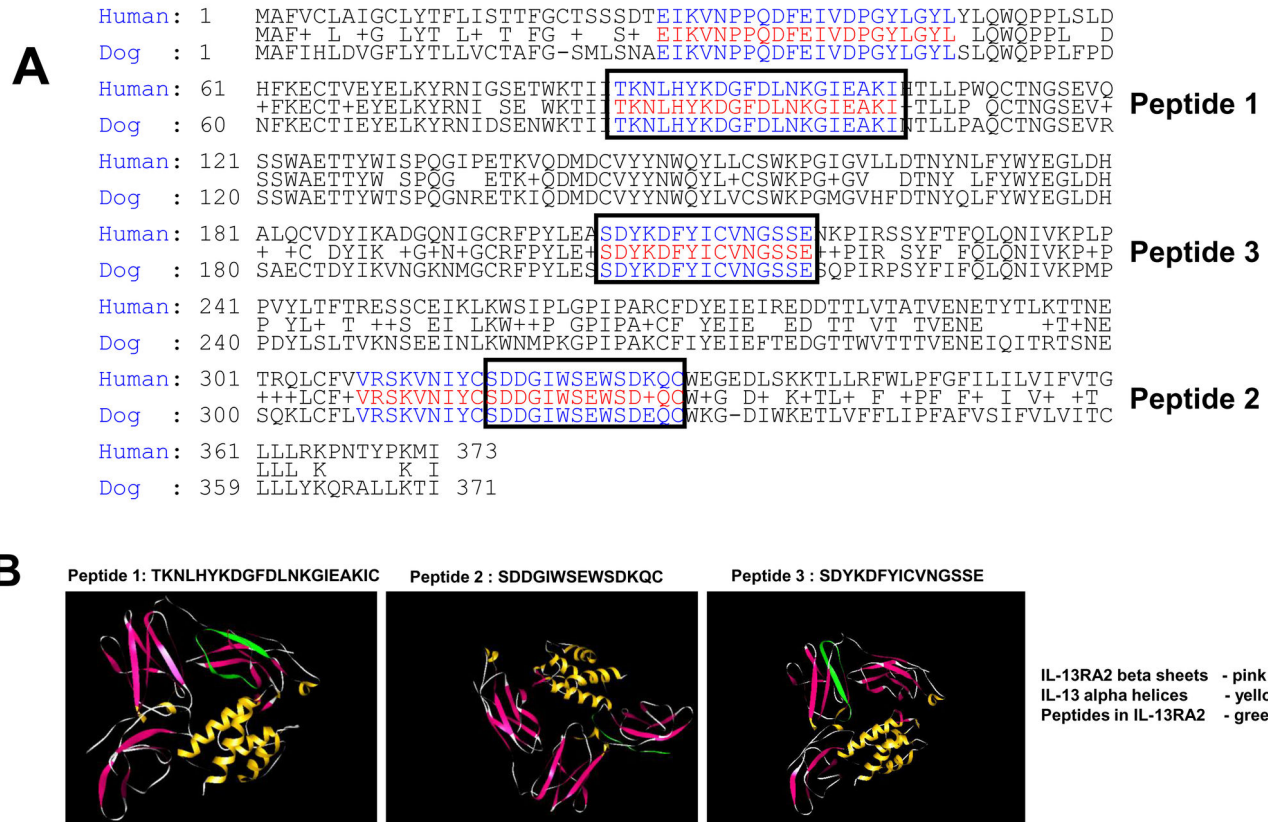 A
Human: 1 MAFVCLAIGCLYTFLISTTFGCTSSSDTEIKVNPPQDFEIVDPGYLGYLYLQWQPPLSLD
MAF+ L +G LYT L+ T FG + S+ EIKVNPPQDFEIVDPGYLGYL LQWQPPL D
Dog : 1 MAFIHLDVGFLYTLLVCTAFG-SMLSNAEIKVNPPQDFEIVDPGYLGYLSLQWQPPLFPD
Human: 61 HFKECTVEYELKYRNIGSETWKTIITKNLHYKDGFDLNKGIEAKIHTLLPWQCTNGSEVQ
+FKECT+EYELKYRNI SE WKTIITKNLHYKDGFDLNKGIEAKI+TLLP QCTNGSEV+
Dog : 60 NFKECTIEYELKYRNIDSENWKTIITKNLHYKDGFDLNKGIEAKINTLLPAQCTNGSEVR
Peptide 1
Human: 121 SSWAETTYWISPQGIPETKVQDMDCVYYNWQYLLCSWKPGIGVLLDTNYNLFYWYEGLDH
SSWAETTYW SPQG ETK+QDMDCVYYNWQYL+CSWKPG+GV DTNY LFYWYEGLDH
Dog : 120 SSWAETTYWTSPQGNRETKIQDMDCVYYNWQYLVCSWKPGMGVHFDTNYQLFYWYEGLDH
Human: 181 ALQCVDYIKADGQNIGCRFPYLEASDYKDFYICVNGSSENKPIRSSYFTFQLQNIVKPLP
+ +C DYIK +G+N+GCRFPYLE+SDYKDFYICVNGSSE++PIR SYF FQLQNIVKP+P
Dog : 180 SAECTDYIKVNGKNMGCRFPYLESSDYKDFYICVNGSSESQPIRPSYFIFQLQNIVKPMP
Peptide 3
Human: 241 PVYLTFTRESSCEIKLKWSIPLGPIPARCFDYEIEIREDDTTLVTATVENETYTLKTTNE
P YL+ T ++S EI LKW++P GPIPA+CF YEIE ED TT VT TVENE +T+NE
Dog : 240 PDYLSLTVKNSEEINLKWNMPKGPIPAKCFIYEIEFTEDGTTWVTTTVENEIQITRTSNE
Human: 301 TRQLCFVVRSKVNIYCSDDGIWSEWSDKQCWEGEDLSKKTLLRFWLPFGFILILVIFVTG
+++LCF+VRSKVNIYCSDDGIWSEWSD+QCW+G D+ K+TL+ F +PF F+ I V+ +T
Dog : 300 SQKLCFLVRSKVNIYCSDDGIWSEWSDEQCWKG-DIWKETLVFFLIPFAFVSIFVLVITC
Peptide 2
Human: 361 LLLRKPNTYPKMI 373
LLL K K I
Dog : 359 LLLYKQRALLKTI 371
B
Peptide 1: TKNLHYKDGFDLNKGIEAKIC
Peptide 2 : SDDGIWSEWSDKQC
Peptide 3 : SDYKDFYICVNGSSE
IL-13RA2 beta sheets - pink
IL-13 alpha helices - yello
Peptides in IL-13RA2 - gree